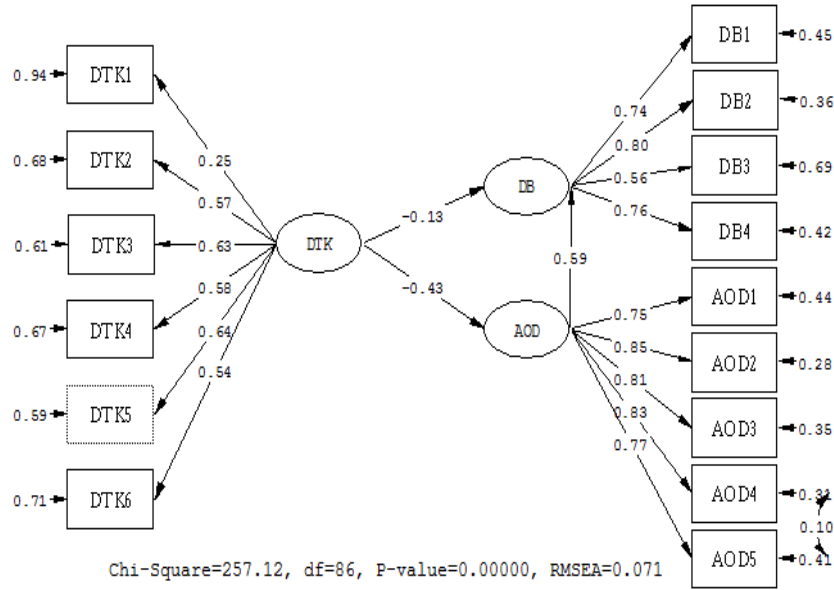 0.94
DTK1
0.68
DTK2
0.61
DTK3
0.67
DTK4
0.59
DTK5
0.71
DTK6
0.25
0.57
0.63
0.58
0.64
0.54
DTK
-0.13
-0.43
DB
0.59
AOD
0.74
0.80
0.56
0.76
0.75
0.85
0.81
0.83
0.77
DB1
0.45
DB2
0.36
DB3
0.69
DB4
0.42
AOD1
0.44
AOD2
0.28
AOD3
0.35
AOD4
0.10
AOD5
0.41
Chi-Square=257.12, df=86, P-value=0.00000, RMSEA=0.071